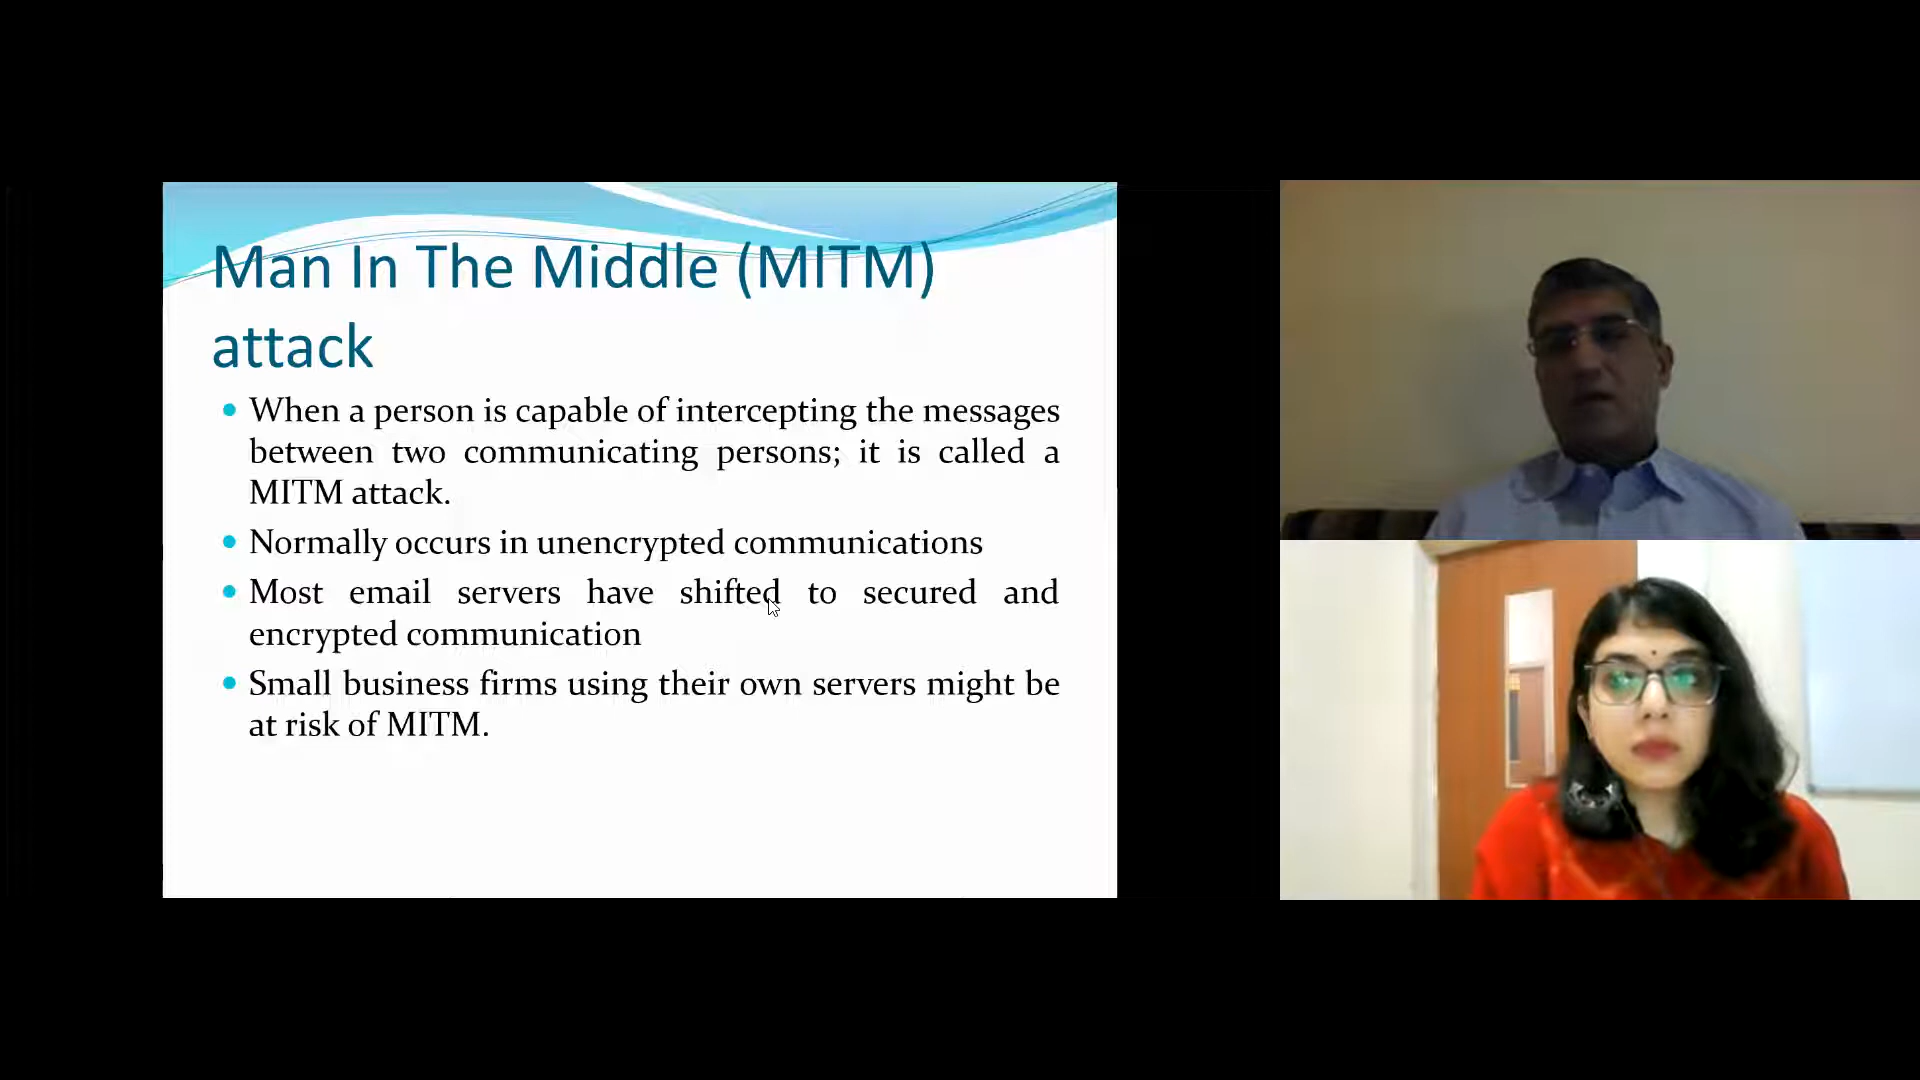 Man In The Middle (MITM)
attack
When a person is capable of intercepting the messages
between two communicating persons; it is called a
MITM attack.
Normally occurs in unencrypted communications
Most email servers have shifted to secured and
encrypted communication
Small business firms using their own servers might be
at risk of MITM.